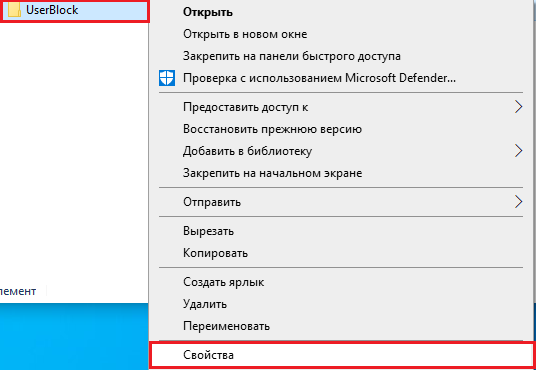 UserBlock
Открыть
Открыть в новом окне
Закрепить на панели быстрого доступа
Проверка с использованием Microsoft Defender...
Предоставить доступ к
Восстановить прежнюю версию
Добавить в библиотеку
Закрепить на начальном экране
Отправить
Вырезать
Копировать
Создать ярлык
лемент
Удалить
Переименовать
Свойства